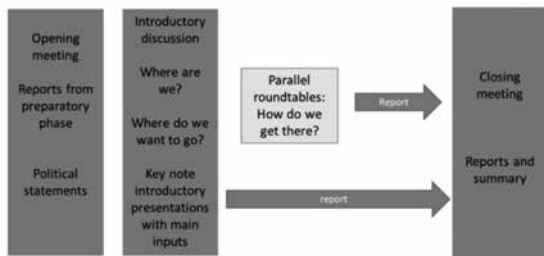 Opening
meeting
Reports from
preparatory
phase
Political
statements
Introductory
discussion
Where are
we?
Where do we
want to go?
Key note
introductory
presentations
with main
inputs
Parallel
roundtables:
How do we
get there?
Report
report
Closing
meeting
Reports and
summary